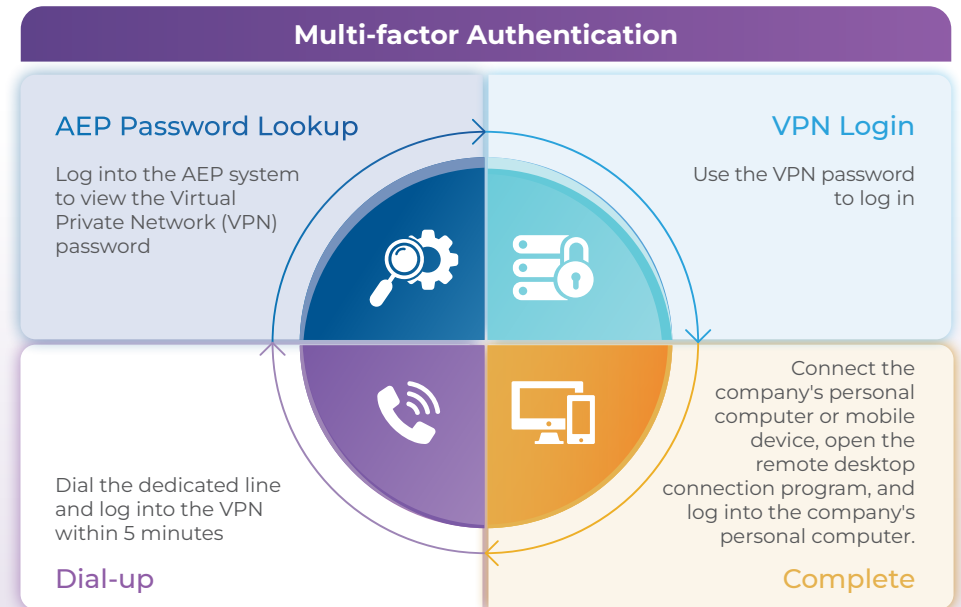 Multi-factor Authentication
AEP Password Lookup
Log into the AEP system
to view the Virtual
Private Network (VPN)
password
VPN Login
Use the VPN password
to log in
Dial the dedicated line
and log into the VPN
within 5 minutes
Dial-up
Connect the
company's personal
computer or mobile
device, open the
remote desktop
connection program, and
log into the company's
personal computer.
Complete